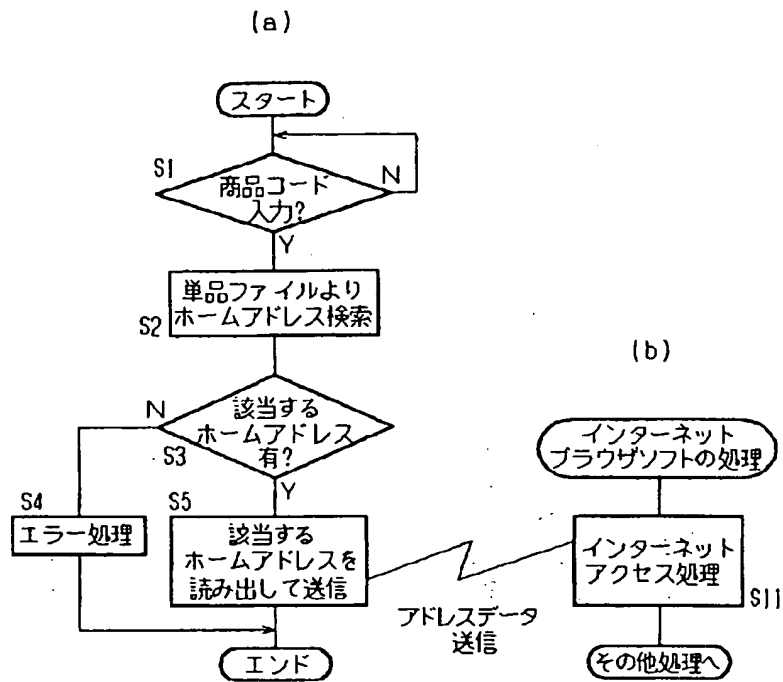 (a)
スタート
S1
商品コード
入力?
N
Y
単品ファイルより
ホームアドレス検索
S2
N
該当する
ホームアドレス
有?
S3
Y
S4
エラー処理
S5
該当する
ホームアドレスを
読み出して送信
エンド
アドレスデータ
送信
(b)
インターネット
ブラウザソフトの処理
インターネット
アクセス処理
S11
その他処理へ